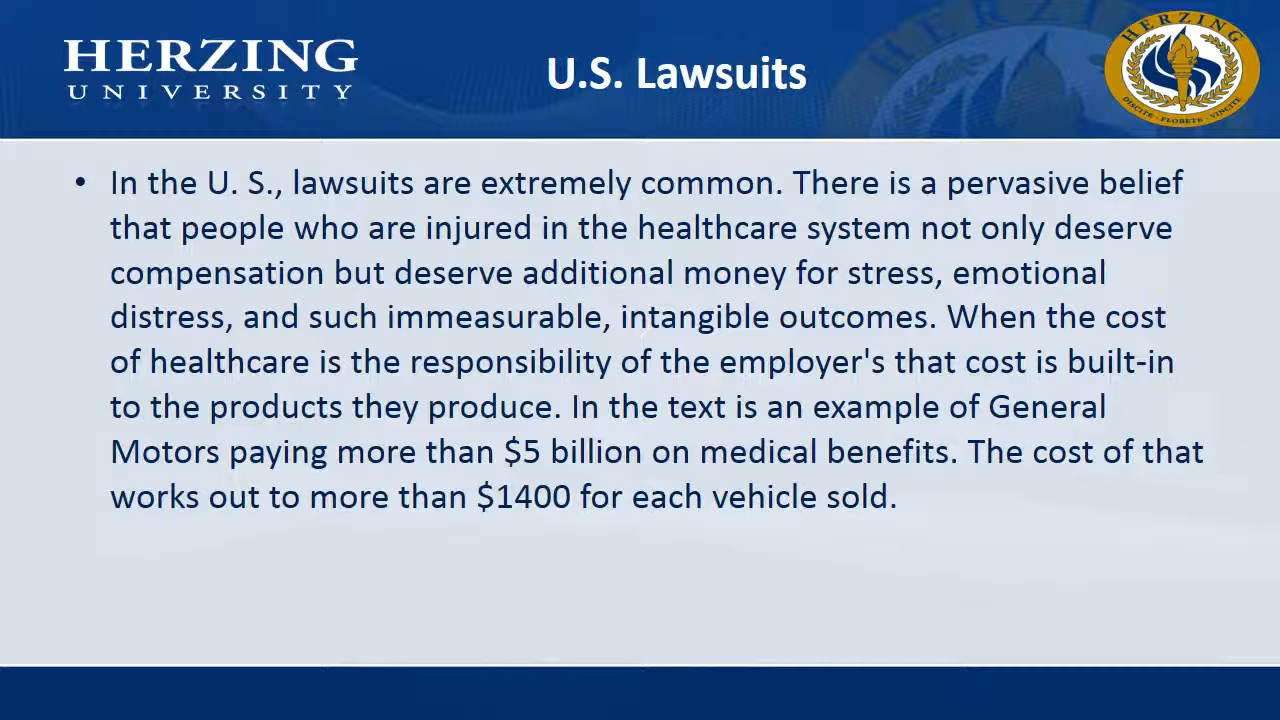 HERZING
UNIVERSITY
U.S. Lawsuits
HERZING
DISCITE · FLORETE · VINCITE
• In the U. S., lawsuits are extremely common. There is a pervasive belief
that people who are injured in the healthcare system not only deserve
compensation but deserve additional money for stress, emotional
distress, and such immeasurable, intangible outcomes. When the cost
of healthcare is the responsibility of the employer's that cost is built-in
to the products they produce. In the text is an example of General
Motors paying more than $5 billion on medical benefits. The cost of that
works out to more than $1400 for each vehicle sold.